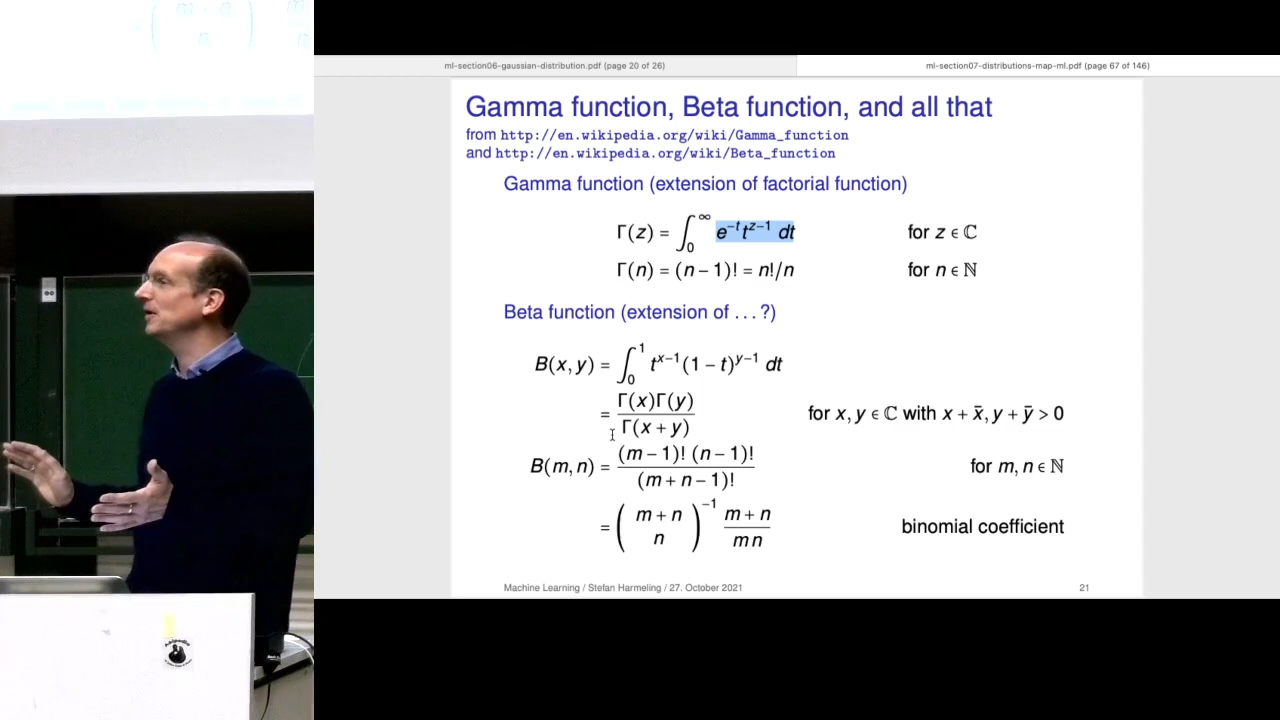 ml-section06-gaussian-distribution.pdf (page 20 of 26)
ml-section07-distributions-map-ml.pdf (page 67 of 146)
Gamma function, Beta function, and all that
from http://en.wikipedia.org/wiki/Gamma_function
and http://en.wikipedia.org/wiki/Beta_function
Gamma function (extension of factorial function)
Γ(z) = ∫₀^∞ e^{−t} t^{z−1} dt for z ∈ ℂ
Γ(n) = (n − 1)! = n!/n for n ∈ ℕ
Beta function (extension of . . . ?)
B(x, y) = ∫₀^1 t^{x−1} (1 − t)^{y−1} dt
= Γ(x)Γ(y) / Γ(x + y) for x, y ∈ ℂ with x + x̄, y + ȳ > 0
B(m, n) = (m − 1)! (n − 1)! / (m + n − 1)! for m, n ∈ ℕ
= ( m + n n )^{−1} m + n / m n binomial coefficient
Machine Learning / Stefan Harmeling / 27. October 2021 21